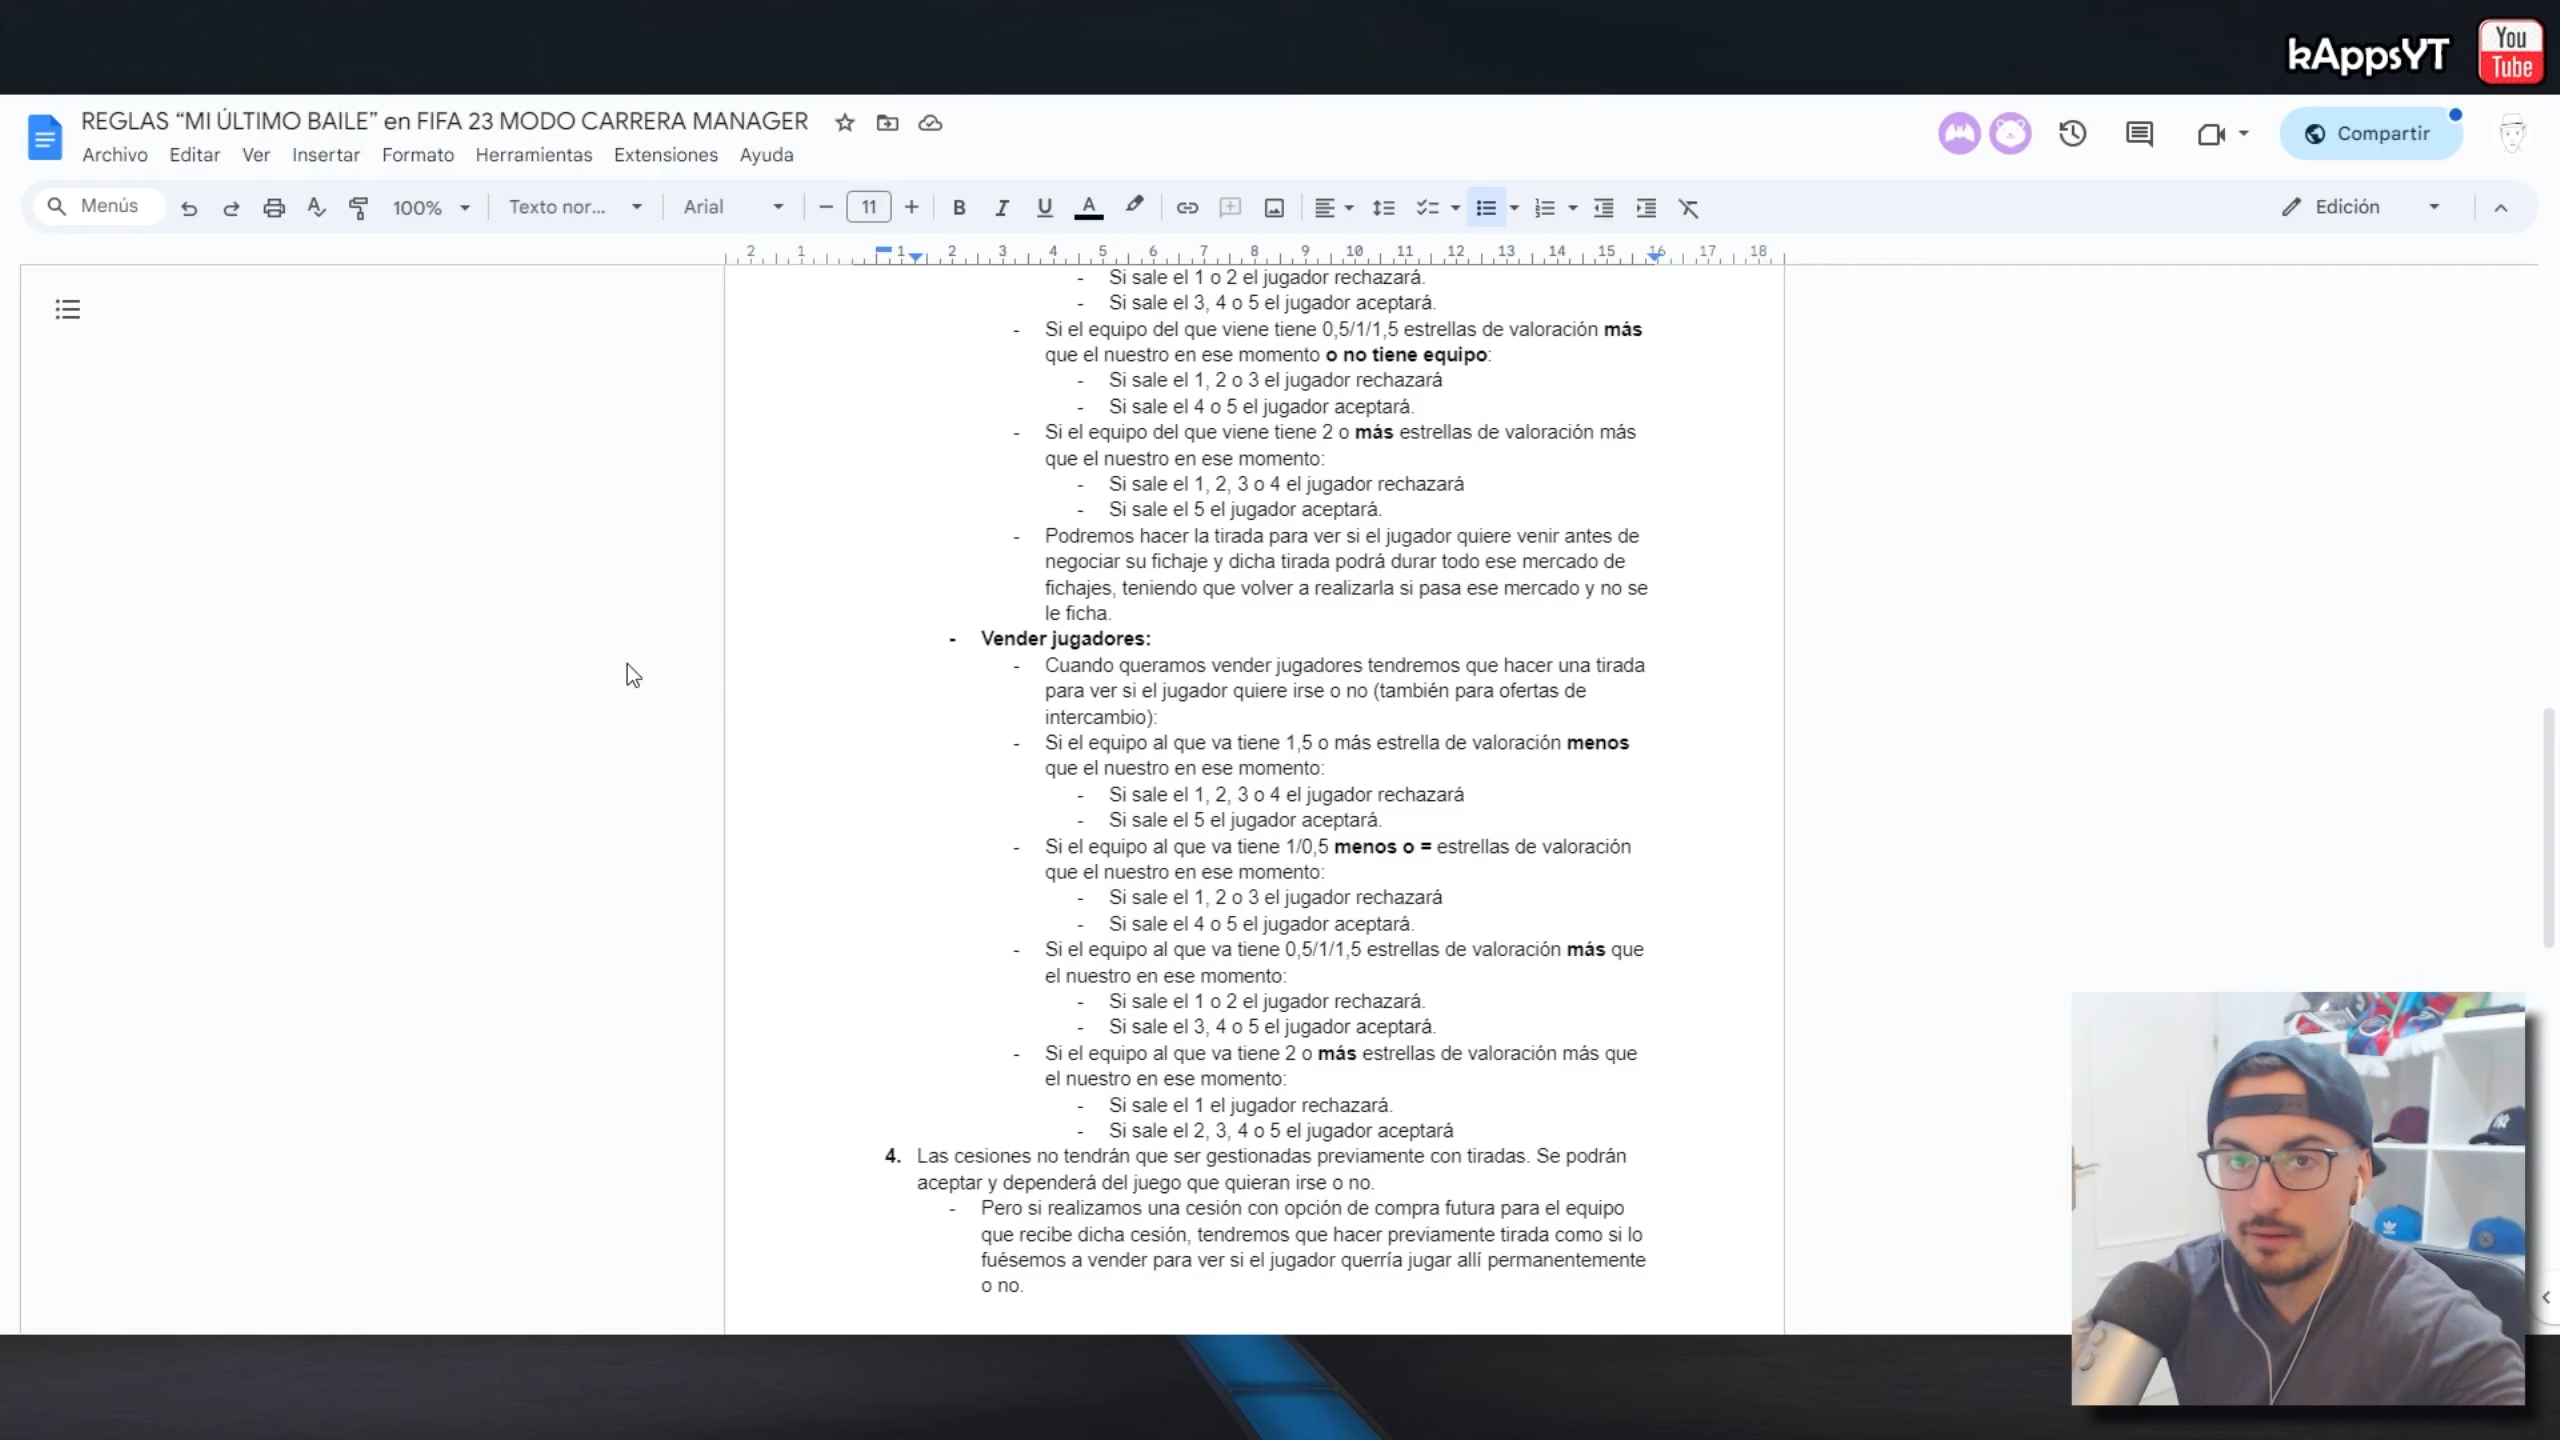 kAppsYT
You
Tube
REGLAS “MI ÚLTIMO BAILE” en FIFA 23 MODO CARRERA MANAGER
Archivo Editar Ver Insertar Formato Herramientas Extensiones Ayuda
Compartir
Menús 100% Texto nor... Arial 11 B I U A Edición
2 1 1 2 3 4 5 6 7 8 9 10 11 12 13 14 15 16 17 18
- Si sale el 1 o 2 el jugador rechazará.
- Si sale el 3, 4 o 5 el jugador aceptará.
- Si el equipo del que viene tiene 0,5/1/1,5 estrellas de valoración más
que el nuestro en ese momento o no tiene equipo:
- Si sale el 1, 2 o 3 el jugador rechazará
- Si sale el 4 o 5 el jugador aceptará.
- Si el equipo del que viene tiene 2 o más estrellas de valoración más
que el nuestro en ese momento:
- Si sale el 1, 2, 3 o 4 el jugador rechazará
- Si sale el 5 el jugador aceptará.
- Podremos hacer la tirada para ver si el jugador quiere venir antes de
negociar su fichaje y dicha tirada podrá durar todo ese mercado de
fichajes, teniendo que volver a realizarla si pasa ese mercado y no se
le ficha.
- Vender jugadores:
- Cuando queramos vender jugadores tendremos que hacer una tirada
para ver si el jugador quiere irse o no (también para ofertas de
intercambio):
- Si el equipo al que va tiene 1,5 o más estrella de valoración menos
que el nuestro en ese momento:
- Si sale el 1, 2, 3 o 4 el jugador rechazará
- Si sale el 5 el jugador aceptará.
- Si el equipo al que va tiene 1/0,5 menos o = estrellas de valoración
que el nuestro en ese momento:
- Si sale el 1, 2 o 3 el jugador rechazará
- Si sale el 4 o 5 el jugador aceptará.
- Si el equipo al que va tiene 0,5/1/1,5 estrellas de valoración más que
el nuestro en ese momento:
- Si sale el 1 o 2 el jugador rechazará.
- Si sale el 3, 4 o 5 el jugador aceptará.
- Si el equipo al que va tiene 2 o más estrellas de valoración más que
el nuestro en ese momento:
- Si sale el 1 el jugador rechazará.
- Si sale el 2, 3, 4 o 5 el jugador aceptará
4. Las cesiones no tendrán que ser gestionadas previamente con tiradas. Se podrán
aceptar y dependerá del juego que quieran irse o no.
- Pero si realizamos una cesión con opción de compra futura para el equipo
que recibe dicha cesión, tendremos que hacer previamente tirada como si lo
fuésemos a vender para ver si el jugador querría jugar allí permanentemente
o no.